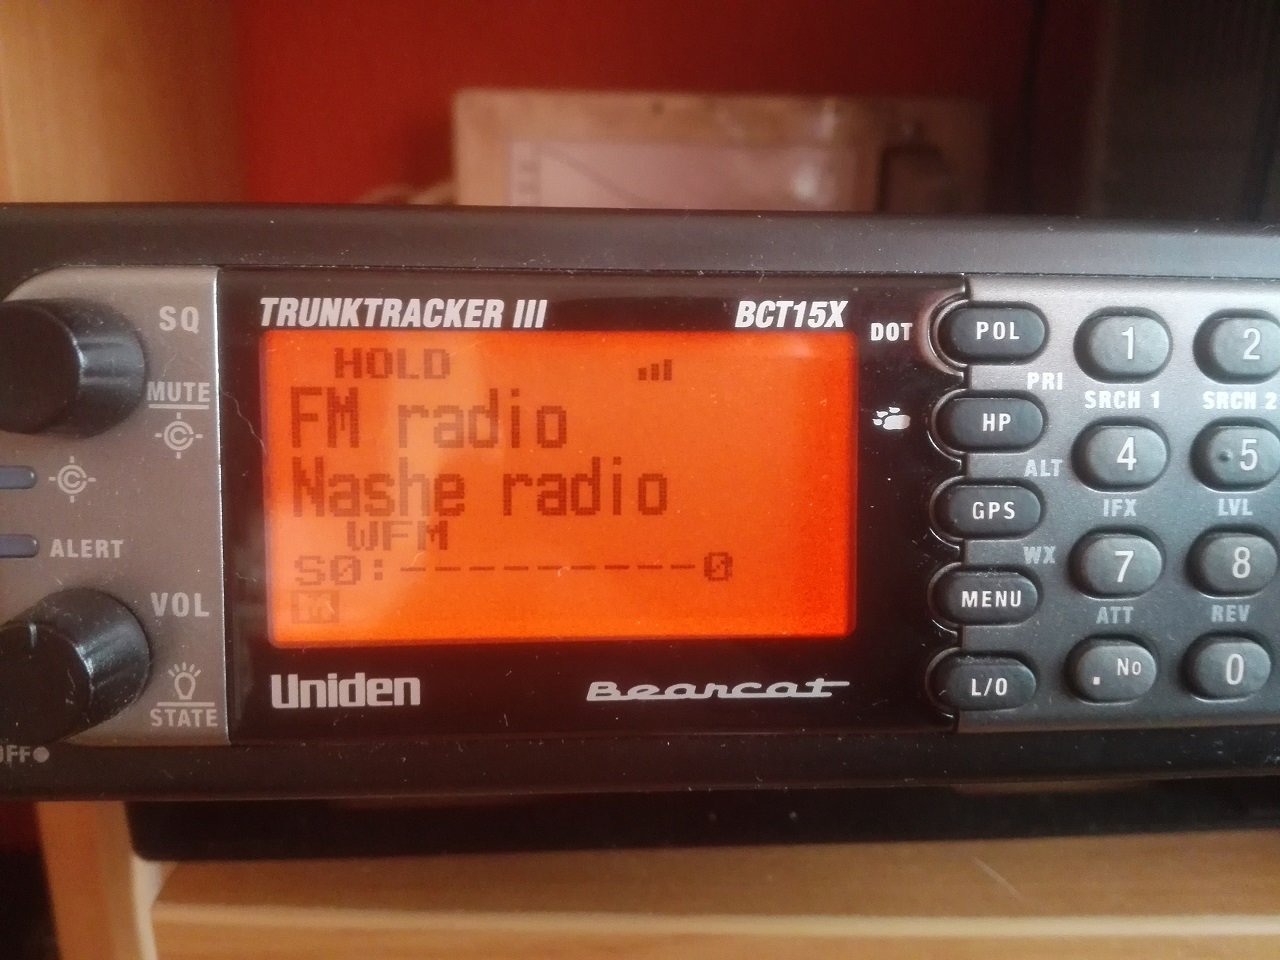 TRUNKTRACKER III BCT15X
SQ
MUTE
ALERT
VOL
STATE
OFF
HOLD
FM radio
Nashe radio
WFM
S0:---------0
M
Uniden Bearcat
DOT POL 1 2
PRI SRCH 1 SRCH 2
HP 4 5
ALT IFX LVL
GPS 7 8
WX ATT REV
MENU . No 0
L/O